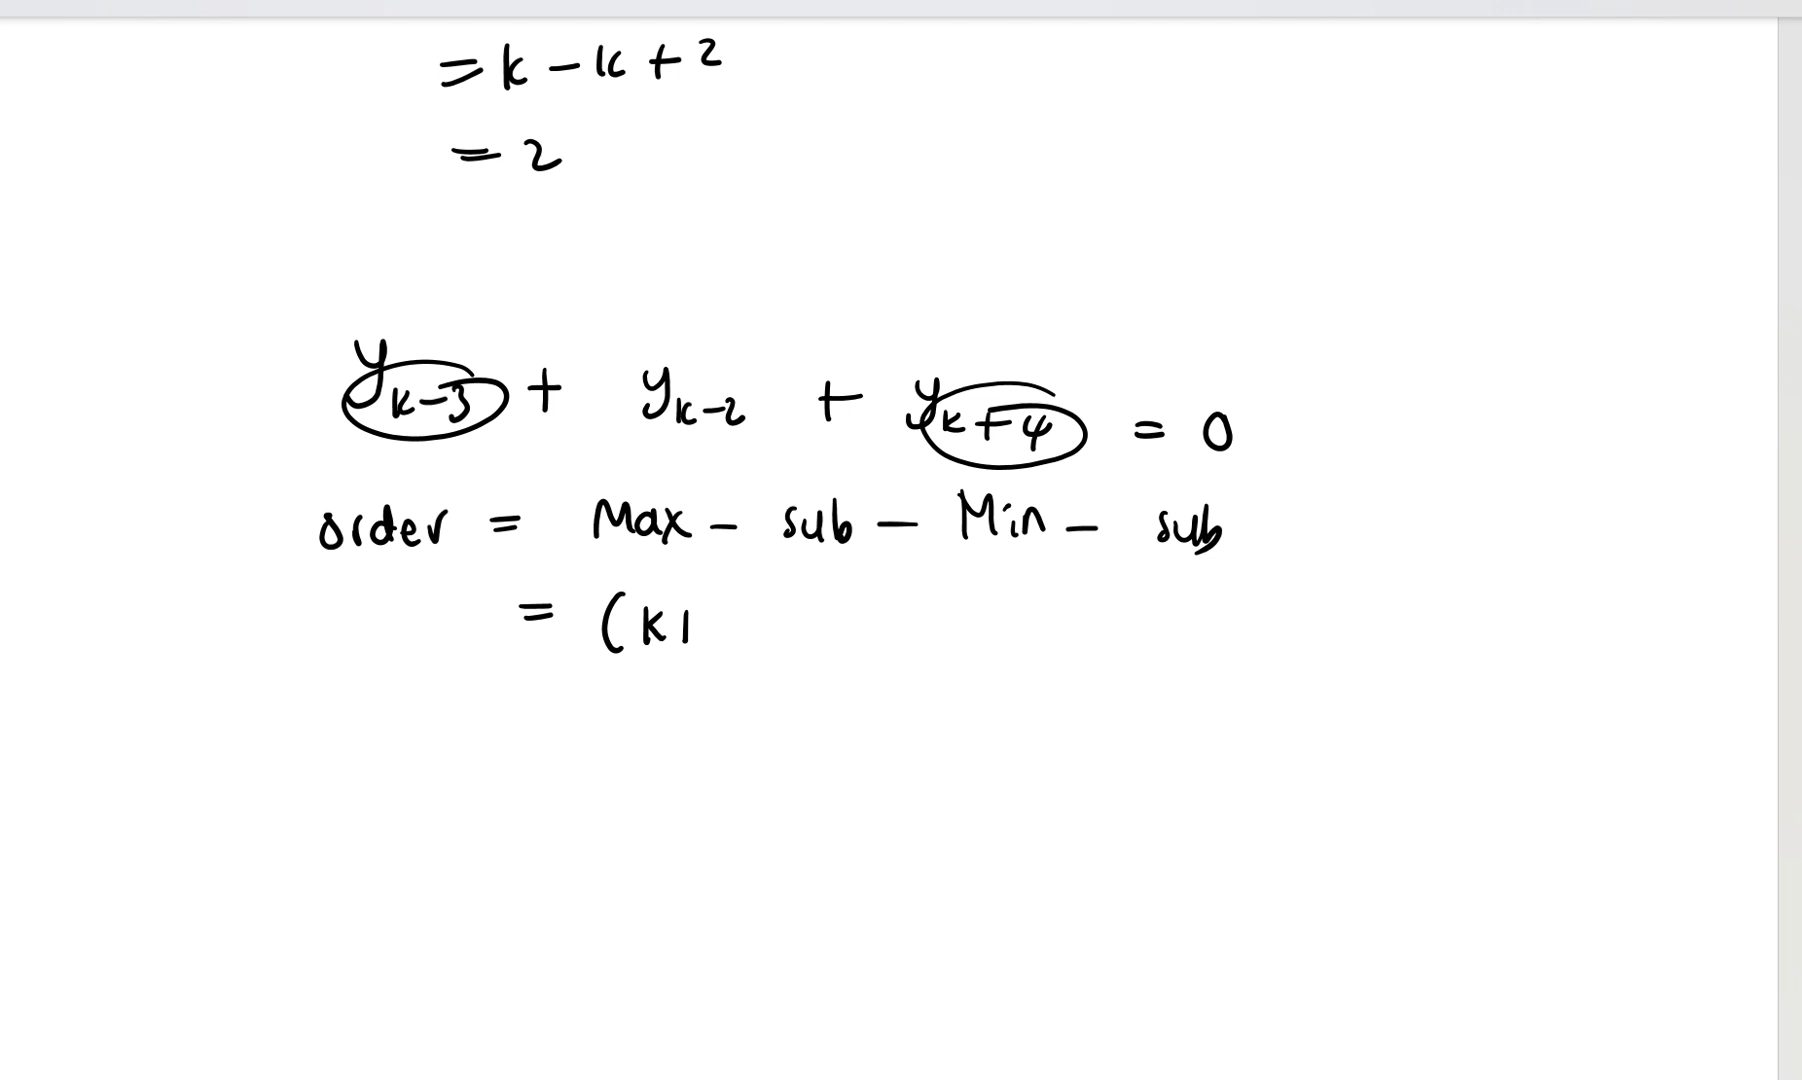 = k - k + 2
= 2
y_{k-3} + y_{k-2} + y_{k+4} = 0
order = Max - sub - Min - sub
= (k1